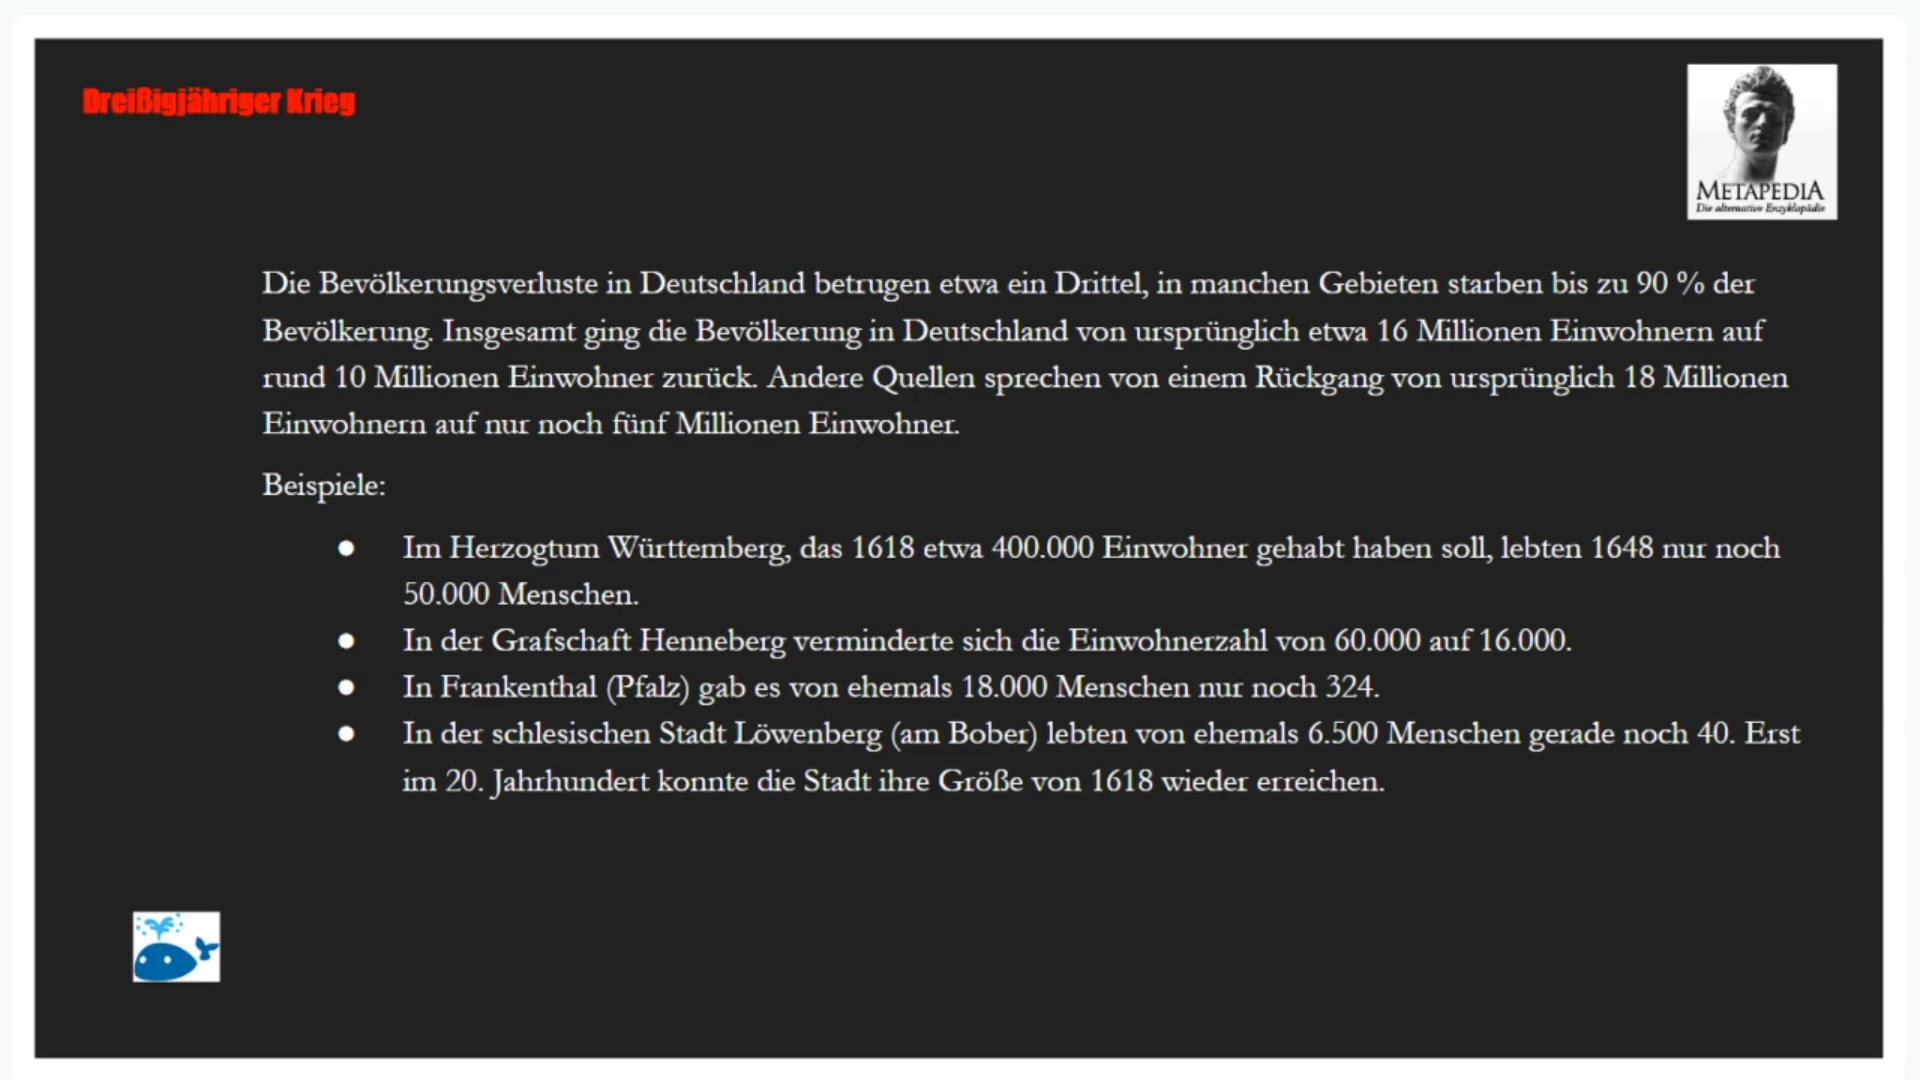 Dreißigjähriger Krieg
METAPEDIA
Die alternative Enzyklopädie
Die Bevölkerungsverluste in Deutschland betrugen etwa ein Drittel, in manchen Gebieten starben bis zu 90 % der
Bevölkerung. Insgesamt ging die Bevölkerung in Deutschland von ursprünglich etwa 16 Millionen Einwohnern auf
rund 10 Millionen Einwohner zurück. Andere Quellen sprechen von einem Rückgang von ursprünglich 18 Millionen
Einwohnern auf nur noch fünf Millionen Einwohner.
Beispiele:
● Im Herzogtum Württemberg, das 1618 etwa 400.000 Einwohner gehabt haben soll, lebten 1648 nur noch
50.000 Menschen.
● In der Grafschaft Henneberg verminderte sich die Einwohnerzahl von 60.000 auf 16.000.
● In Frankenthal (Pfalz) gab es von ehemals 18.000 Menschen nur noch 324.
● In der schlesischen Stadt Löwenberg (am Bober) lebten von ehemals 6.500 Menschen gerade noch 40. Erst
im 20. Jahrhundert konnte die Stadt ihre Größe von 1618 wieder erreichen.